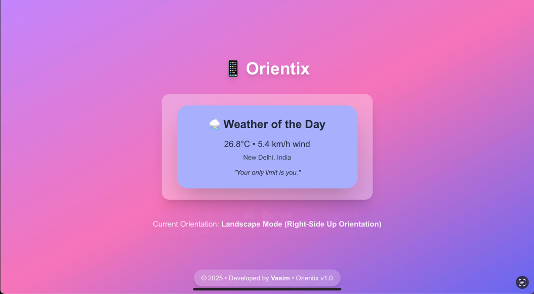 Orientix
Weather of the Day
26.8°C • 5.4 km/h wind
New Delhi, India
"Your only limit is you."
Current Orientation: Landscape Mode (Right-Side Up Orientation)
© 2025 • Developed by Vasim • Orientix v1.0